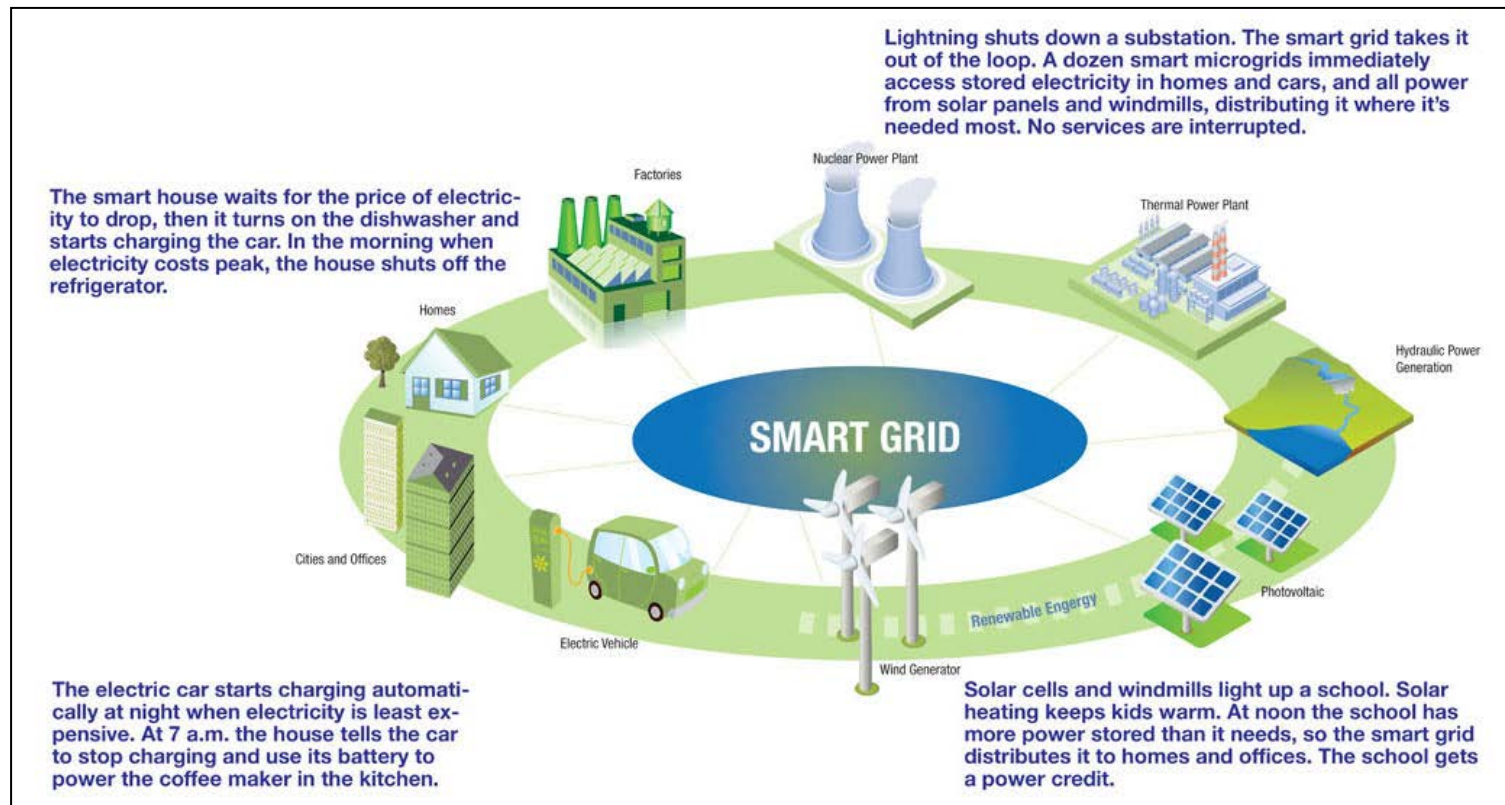 Lightning shuts down a substation. The smart grid takes it
out of the loop. A dozen smart microgrids immediately
access stored electricity in homes and cars, and all power
from solar panels and windmills, distributing it where it's
needed most. No services are interrupted.
Nuclear Power Plant
Factories
The smart house waits for the price of electric-
ity to drop, then it turns on the dishwasher and
starts charging the car. In the morning when
electricity costs peak, the house shuts off the
refrigerator.
Thermal Power Plant
Homes
Hydraulic Power
Generation
SMART GRID
Cities and Offices
Photovoltaic
Renewable Engergy
Electric Vehicle
Wind Generator
The electric car starts charging automati-
cally at night when electricity is least ex-
pensive. At 7 a.m. the house tells the car
to stop charging and use its battery to
power the coffee maker in the kitchen.
Solar cells and windmills light up a school. Solar
heating keeps kids warm. At noon the school has
more power stored than it needs, so the smart grid
distributes it to homes and offices. The school gets
a power credit.